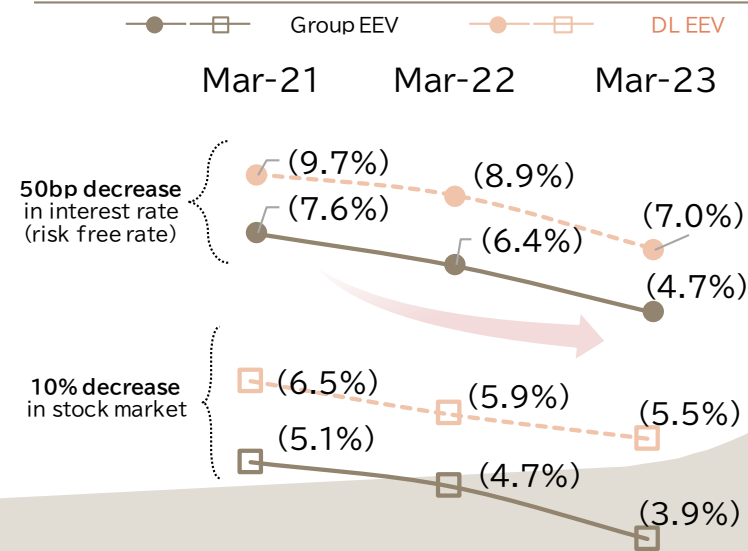 Group EEV DL EEV
Mar-21 Mar-22 Mar-23
50bp decrease
in interest rate
(risk free rate)
(9.7%) (8.9%) (7.0%)
(7.6%) (6.4%) (4.7%)
10% decrease
in stock market
(6.5%) (5.9%) (5.5%)
(5.1%) (4.7%) (3.9%)